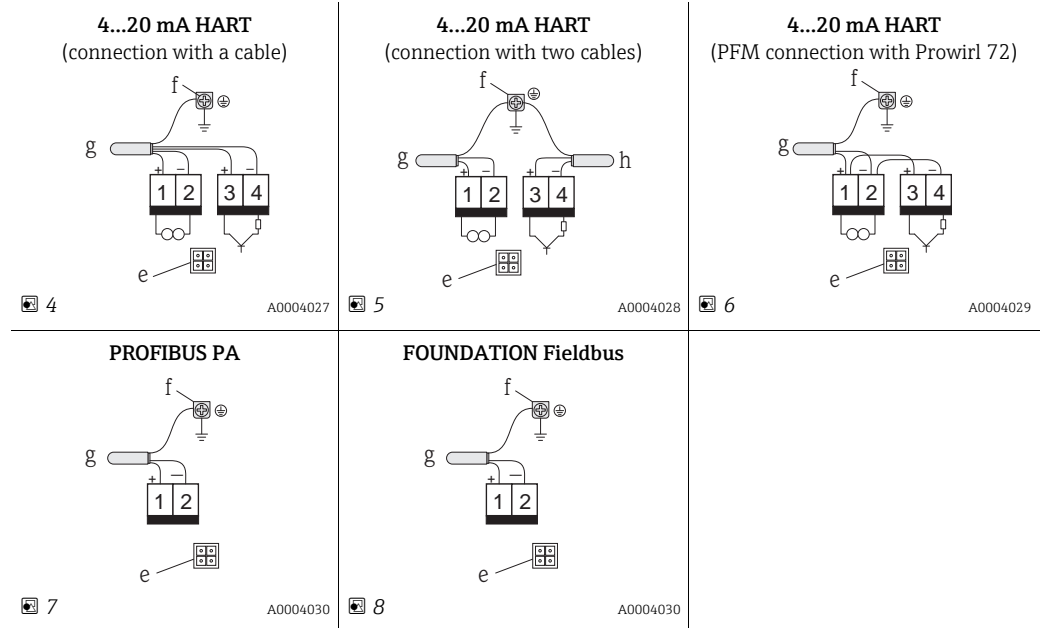 4...20 mA HART
(connection with a cable)
f
g
+ –
+ –
1 2
3 4
e
4
A0004027
4...20 mA HART
(connection with two cables)
f
g
h
+ –
+ –
1 2
3 4
e
5
A0004028
4...20 mA HART
(PFM connection with Prowirl 72)
f
g
+ –
+ –
1 2
3 4
e
6
A0004029
PROFIBUS PA
f
g
+ –
1 2
e
7
A0004030
FOUNDATION Fieldbus
f
g
+ –
1 2
e
8
A0004030